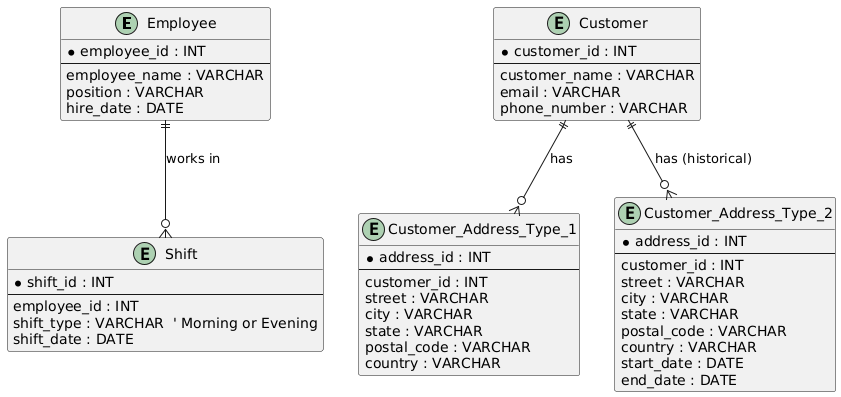 E Employee
* employee_id : INT
employee_name : VARCHAR
position : VARCHAR
hire_date : DATE
E Customer
* customer_id : INT
customer_name : VARCHAR
email : VARCHAR
phone_number : VARCHAR
works in
has
has (historical)
E Shift
* shift_id : INT
employee_id : INT
shift_type : VARCHAR ' Morning or Evening
shift_date : DATE
E Customer_Address_Type_1
* address_id : INT
customer_id : INT
street : VARCHAR
city : VARCHAR
state : VARCHAR
postal_code : VARCHAR
country : VARCHAR
E Customer_Address_Type_2
* address_id : INT
customer_id : INT
street : VARCHAR
city : VARCHAR
state : VARCHAR
postal_code : VARCHAR
country : VARCHAR
start_date : DATE
end_date : DATE